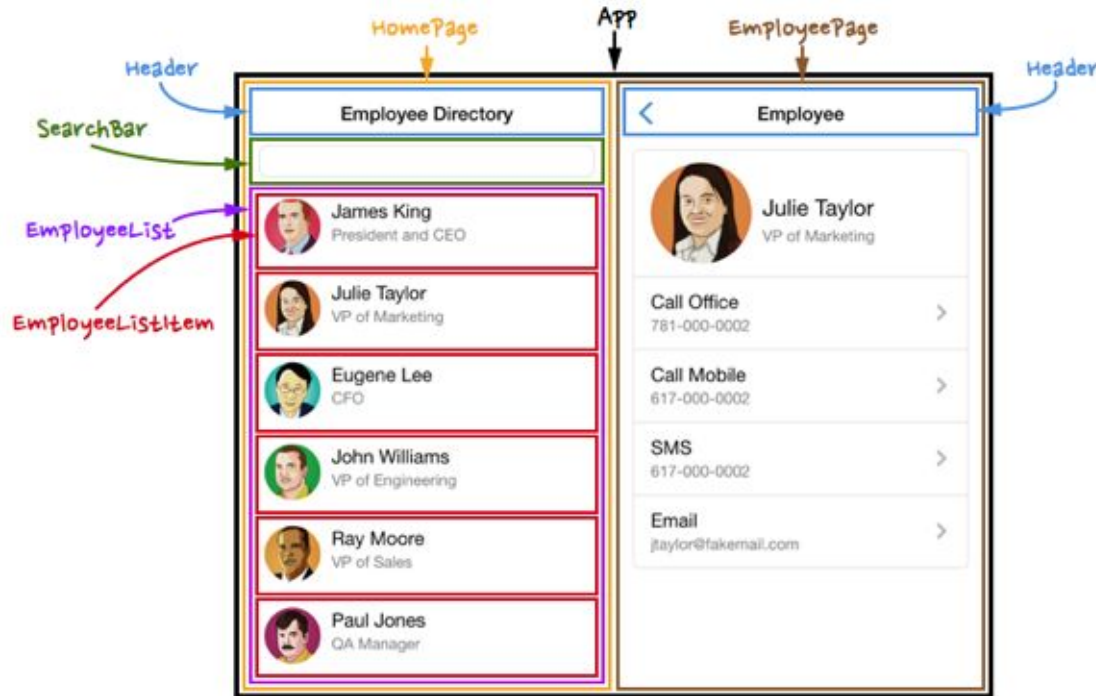 App
HomePage
EmployeePage
Header
Header
SearchBar
EmployeeList
EmployeeListItem
Employee Directory
James King
President and CEO
Julie Taylor
VP of Marketing
Eugene Lee
CFO
John Williams
VP of Engineering
Ray Moore
VP of Sales
Paul Jones
QA Manager
Employee
Julie Taylor
VP of Marketing
Call Office
781-000-0002
Call Mobile
617-000-0002
SMS
617-000-0002
Email
jtaylor@fakemail.com